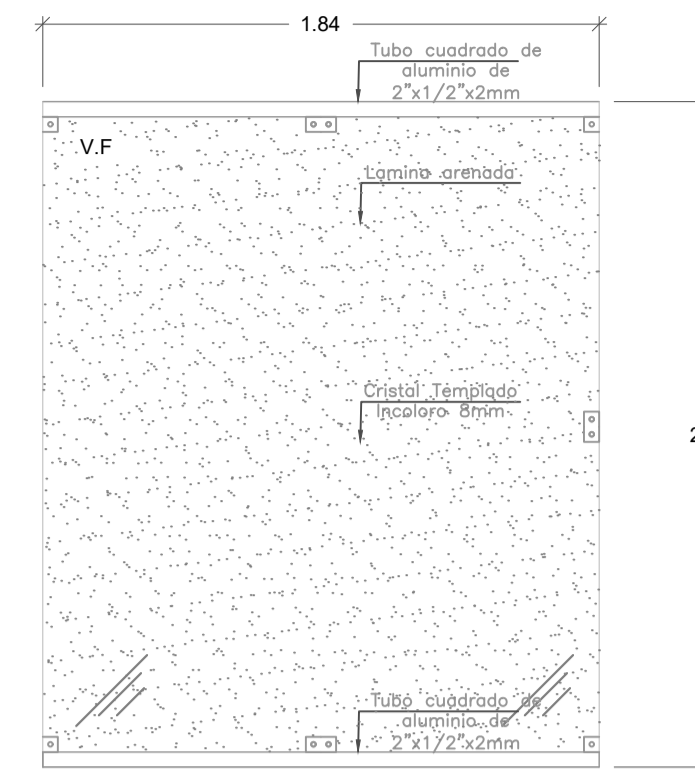 1.84
Tubo cuadrado de
aluminio de
2"x1/2"x2mm
V.F
Lamina arenada
Cristal Templado
Incoloro 8mm
2
Tubo cuadrado de
aluminio de
2"x1/2"x2mm